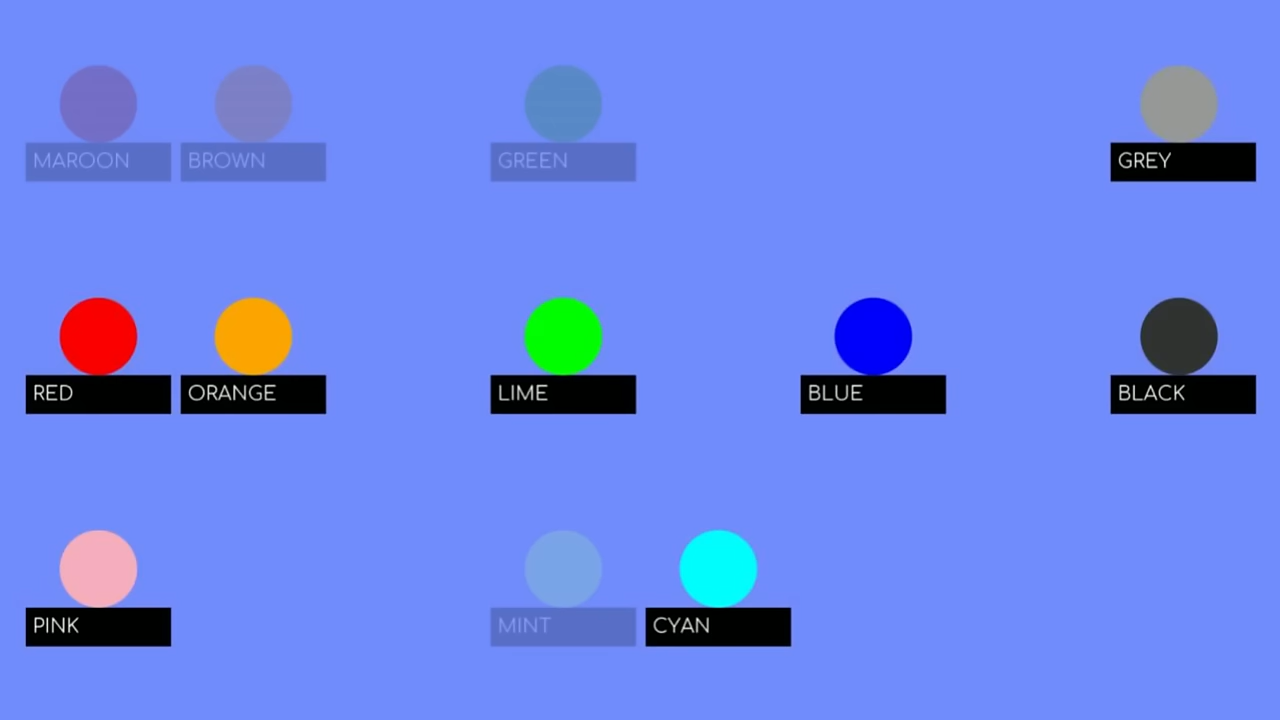 MAROON
BROWN
GREEN
GREY
RED
ORANGE
LIME
BLUE
BLACK
PINK
MINT
CYAN